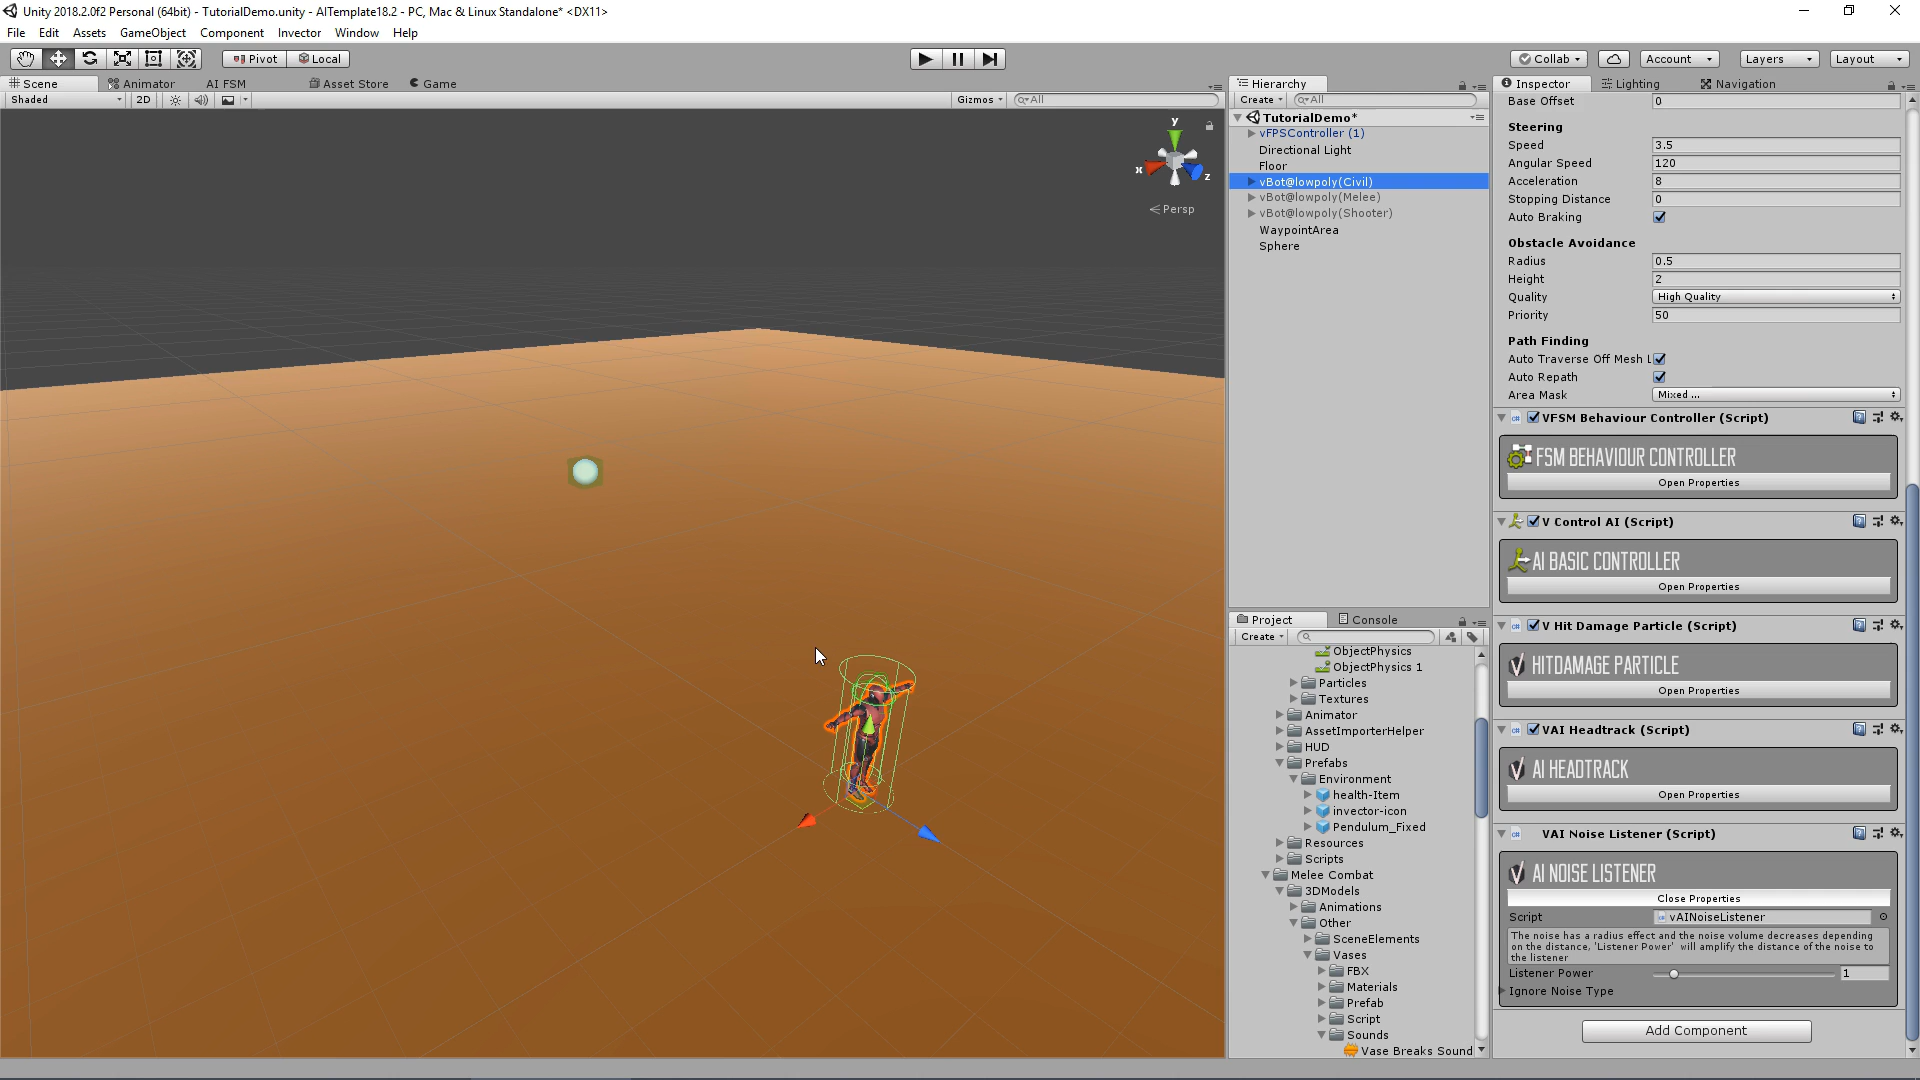 Unity 2018.2.0f2 Personal (64bit) - TutorialDemo.unity - AITemplate18.2 - PC, Mac & Linux Standalone* <DX11>
File Edit Assets GameObject Component Invector Window Help
Pivot Local Collab Account Layers Layout
Scene Animator AI FSM Asset Store Game
Shaded 2D Gizmos All
y
x
z
Persp
Hierarchy
Create All
TutorialDemo*
vFPSController (1)
Directional Light
Floor
vBot@lowpoly(Civil)
vBot@lowpoly(Melee)
vBot@lowpoly(Shooter)
WaypointArea
Sphere
Project Console
Create
ObjectPhysics
ObjectPhysics 1
Particles
Textures
Animator
AssetImporterHelper
HUD
Prefabs
Environment
health-Item
invector-icon
Pendulum_Fixed
Resources
Scripts
Melee Combat
3DModels
Animations
Other
SceneElements
Vases
FBX
Materials
Prefab
Script
Sounds
Vase Breaks Sound
Inspector Lighting Navigation
Base Offset 0
Steering
Speed 3.5
Angular Speed 120
Acceleration 8
Stopping Distance 0
Auto Braking
Obstacle Avoidance
Radius 0.5
Height 2
Quality High Quality
Priority 50
Path Finding
Auto Traverse Off Mesh L
Auto Repath
Area Mask Mixed ...
VFSM Behaviour Controller (Script)
FSM BEHAVIOUR CONTROLLER
Open Properties
V Control AI (Script)
AI BASIC CONTROLLER
Open Properties
V Hit Damage Particle (Script)
HITDAMAGE PARTICLE
Open Properties
VAI Headtrack (Script)
AI HEADTRACK
Open Properties
VAI Noise Listener (Script)
AI NOISE LISTENER
Close Properties
Script vAINoiseListener
The noise has a radius effect and the noise volume decreases depending
on the distance, 'Listener Power' will amplify the distance of the noise to
the listener
Listener Power 1
Ignore Noise Type
Add Component